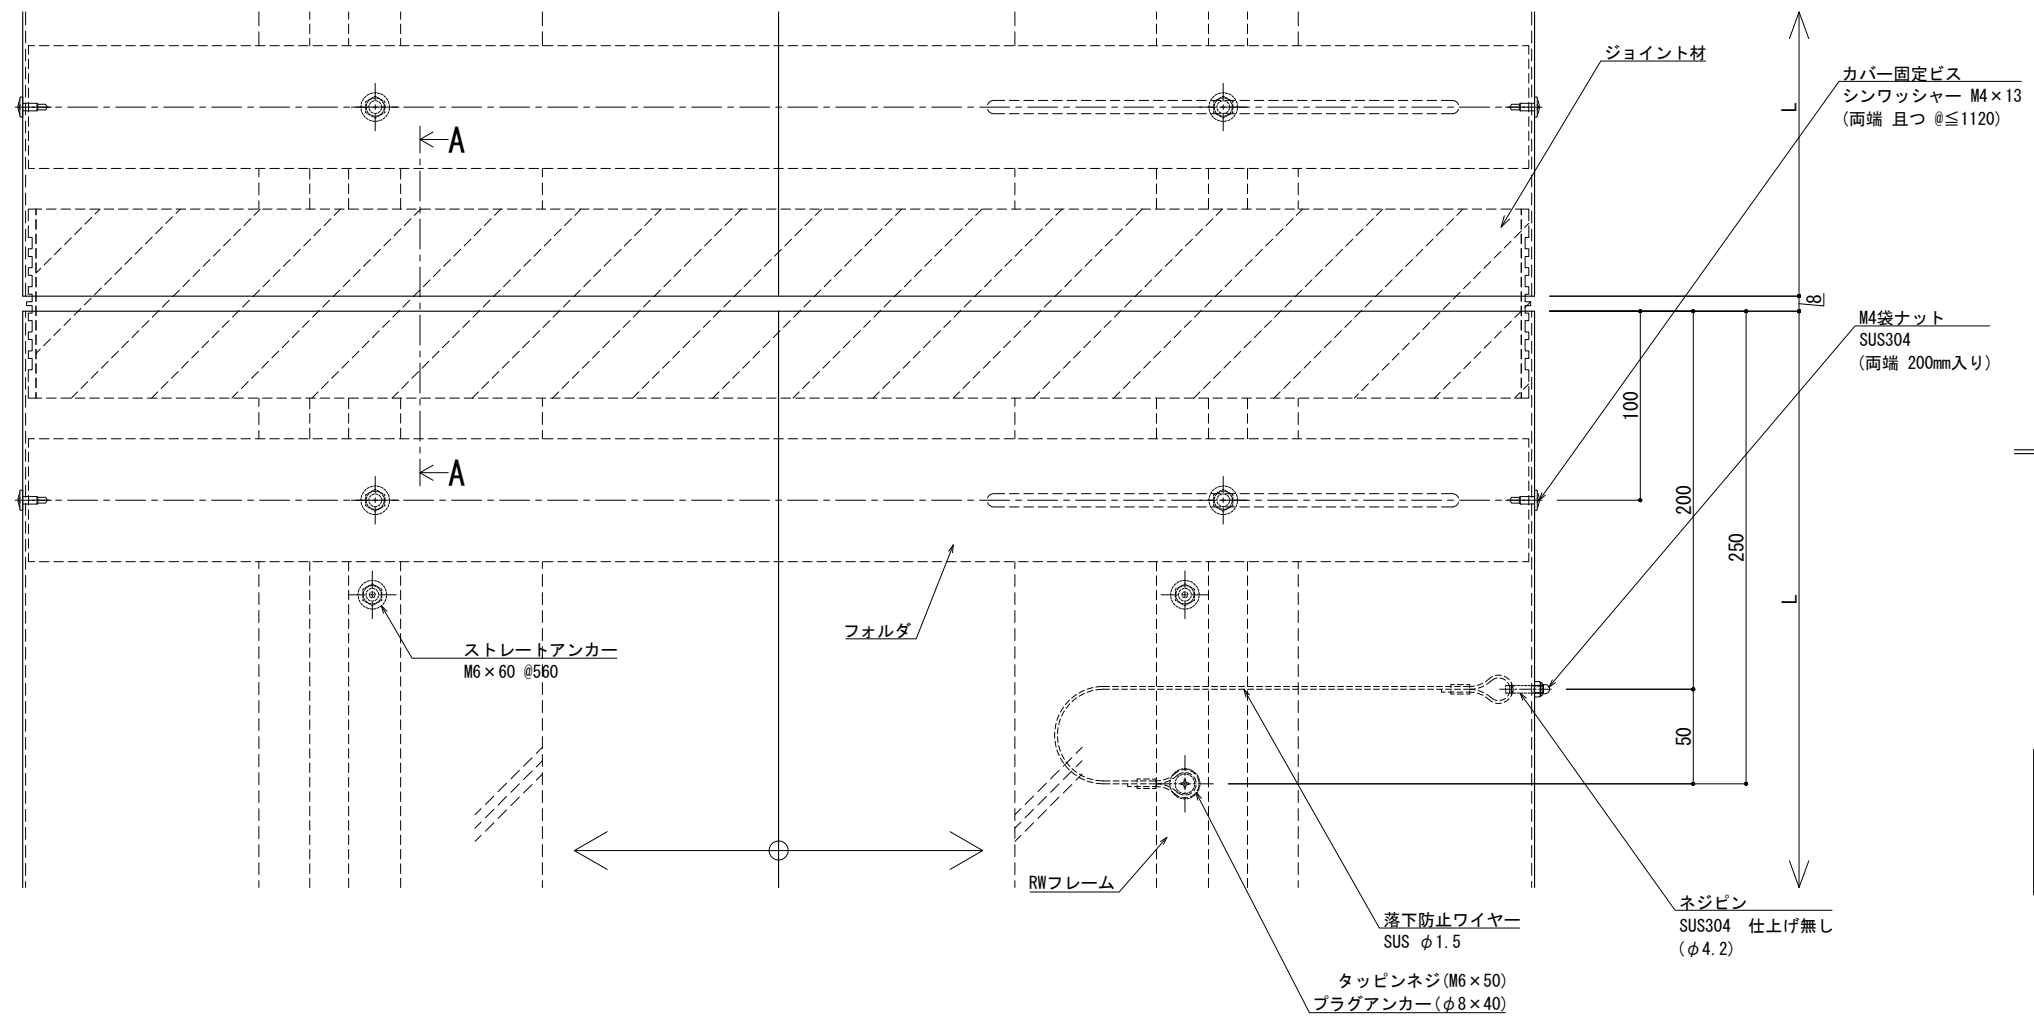 ジョイント材
カバー固定ビス
シンワッシャー M4×13
(両端 且つ @≦1120)
L
A
8
M4袋ナット
SUS304
(両端 200mm入り)
100
A
200
250
L
フォルダ
ストレートアンカー
M6×60 @560
50
RWフレーム
ネジピン
SUS304 仕上げ無し
(φ4.2)
落下防止ワイヤー
SUS φ1.5
タッピンネジ(M6×50)
プラグアンカー(φ8×40)